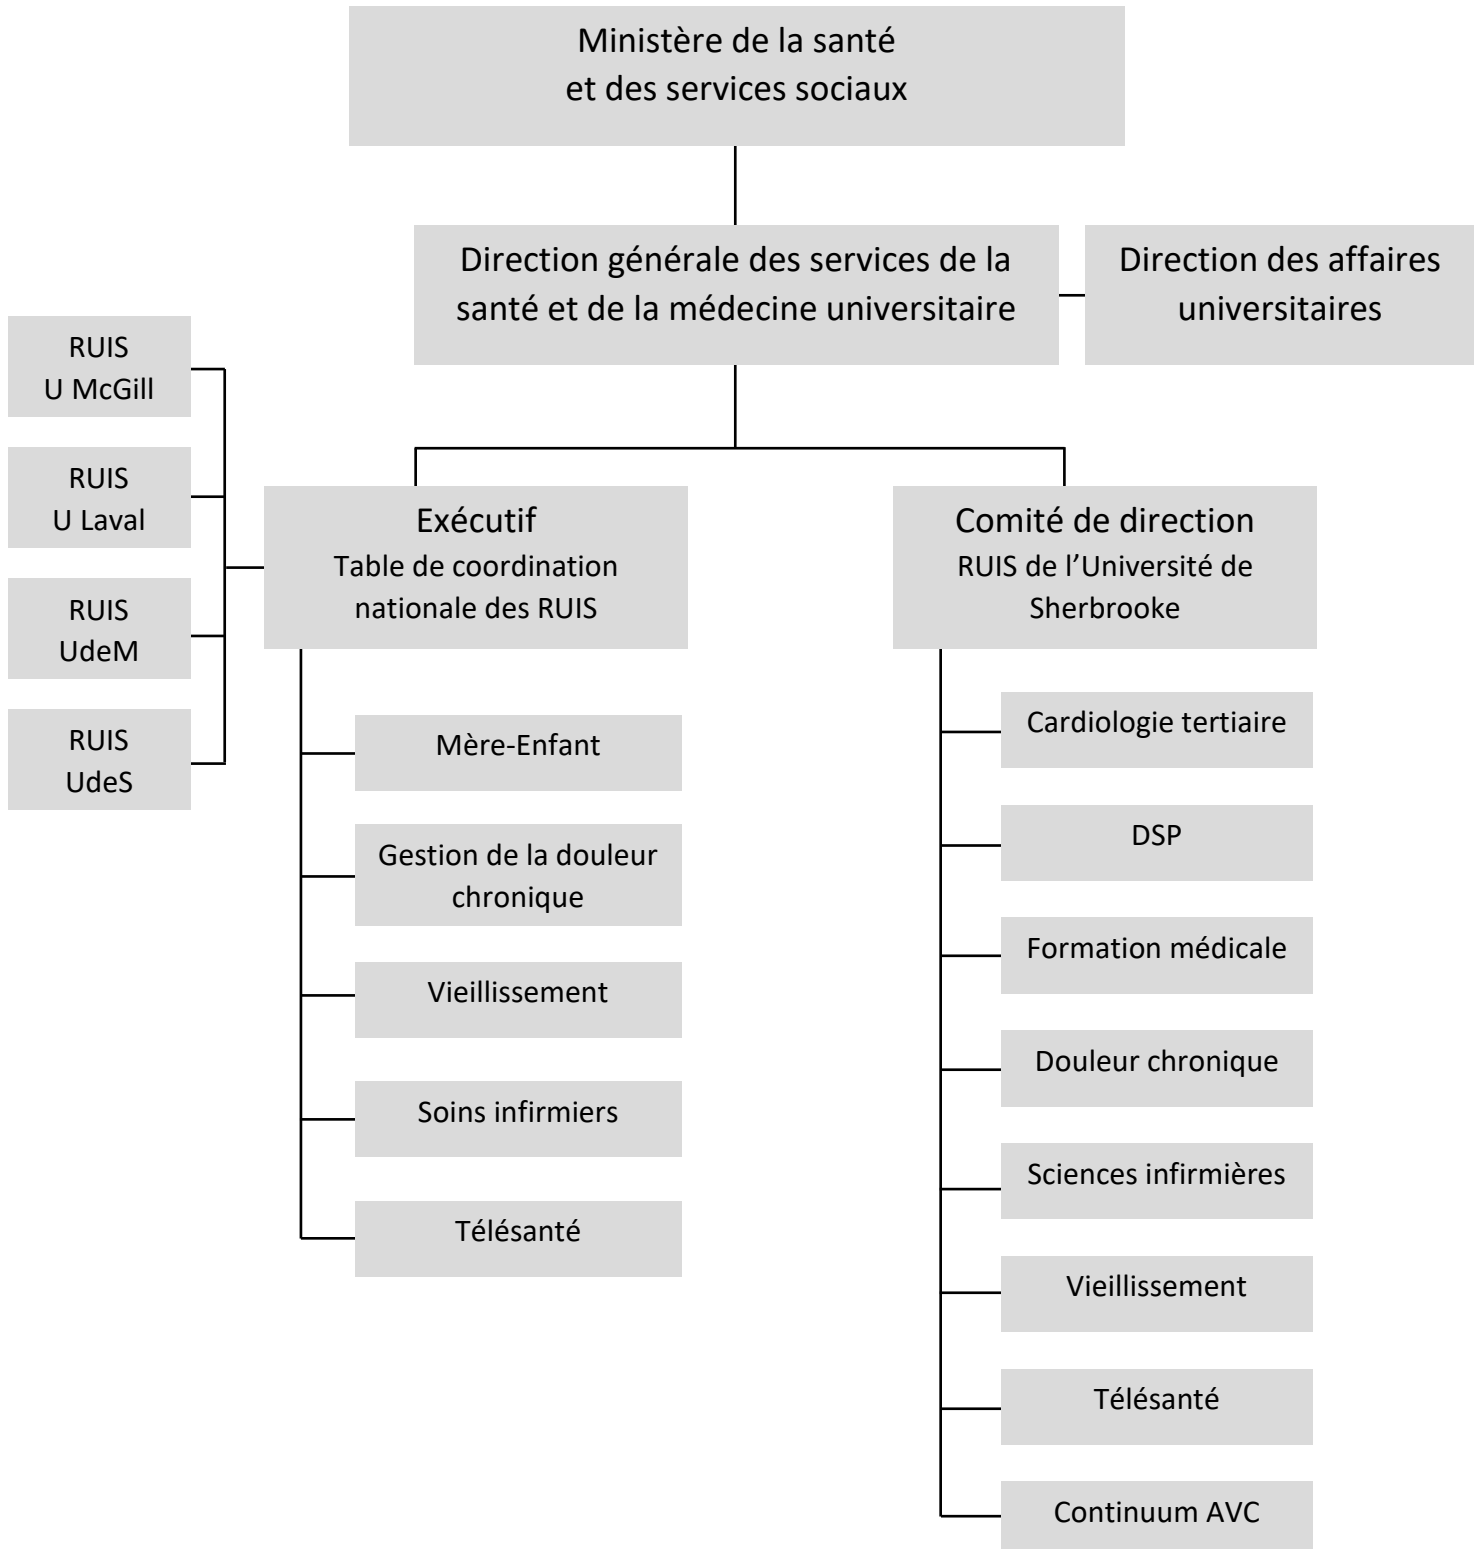 Ministère de la santé
et des services sociaux
Direction générale des services de la
santé et de la médecine universitaire
Direction des affaires
universitaires
RUIS
U McGill
RUIS
U Laval
RUIS
UdeM
RUIS
UdeS
Exécutif
Table de coordination
nationale des RUIS
Mère-Enfant
Gestion de la douleur
chronique
Vieillissement
Soins infirmiers
Télésanté
Comité de direction
RUIS de l’Université de
Sherbrooke
Cardiologie tertiaire
DSP
Formation médicale
Douleur chronique
Sciences infirmières
Vieillissement
Télésanté
Continuum AVC